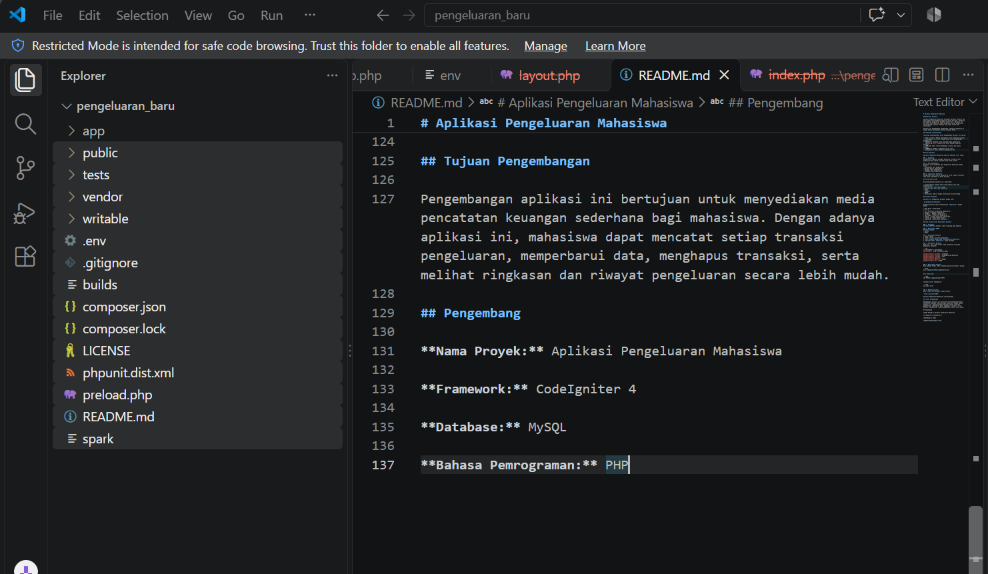 File Edit Selection View Go Run ··· pengeluaran_baru
Restricted Mode is intended for safe code browsing. Trust this folder to enable all features. Manage Learn More
Explorer ···
pengeluaran_baru
app
public
tests
vendor
writable
.env
.gitignore
builds
composer.json
composer.lock
LICENSE
phpunit.dist.xml
preload.php
README.md
spark
.php env layout.php README.md index.php ...\penge ···
README.md > # Aplikasi Pengeluaran Mahasiswa > ## Pengembang Text Editor
1 # Aplikasi Pengeluaran Mahasiswa
124
125 ## Tujuan Pengembangan
126
127 Pengembangan aplikasi ini bertujuan untuk menyediakan media
pencatatan keuangan sederhana bagi mahasiswa. Dengan adanya
aplikasi ini, mahasiswa dapat mencatat setiap transaksi
pengeluaran, memperbarui data, menghapus transaksi, serta
melihat ringkasan dan riwayat pengeluaran secara lebih mudah.
128
129 ## Pengembang
130
131 **Nama Proyek:** Aplikasi Pengeluaran Mahasiswa
132
133 **Framework:** CodeIgniter 4
134
135 **Database:** MySQL
136
137 **Bahasa Pemrograman:** PHP